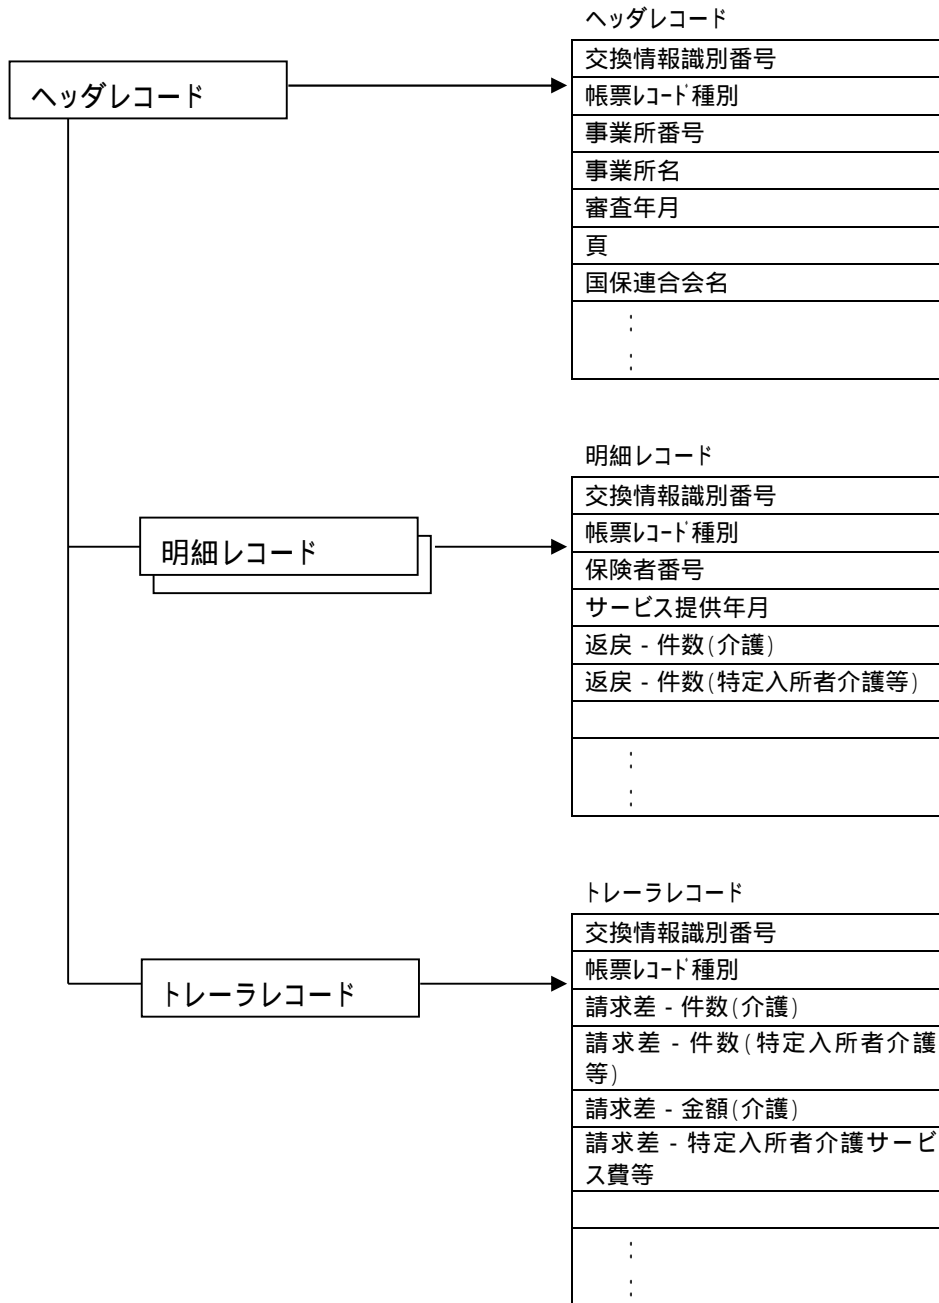 ヘッダレコード
ヘッダレコード
交換情報識別番号
帳票ﾚｺｰﾄﾞ種別
事業所番号
事業所名
審査年月
頁
国保連合会名
:
:
明細レコード
明細レコード
交換情報識別番号
帳票ﾚｺｰﾄﾞ種別
保険者番号
サービス提供年月
返戻 - 件数(介護)
返戻 - 件数(特定入所者介護等)
:
:
トレーラレコード
トレーラレコード
交換情報識別番号
帳票ﾚｺｰﾄﾞ種別
請求差 - 件数(介護)
請求差 - 件数(特定入所者介護
等)
請求差 - 金額(介護)
請求差 - 特定入所者介護サービ
ス費等
:
: